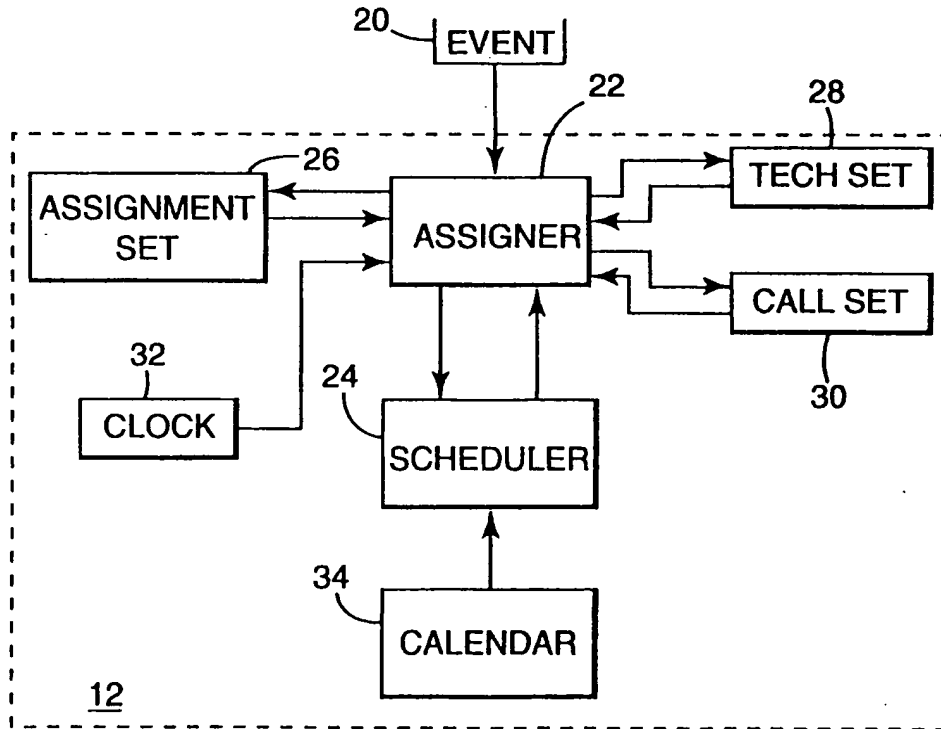 20
EVENT
22
28
26
TECH SET
ASSIGNMENT
SET
ASSIGNER
CALL SET
30
32
CLOCK
24
SCHEDULER
34
CALENDAR
12